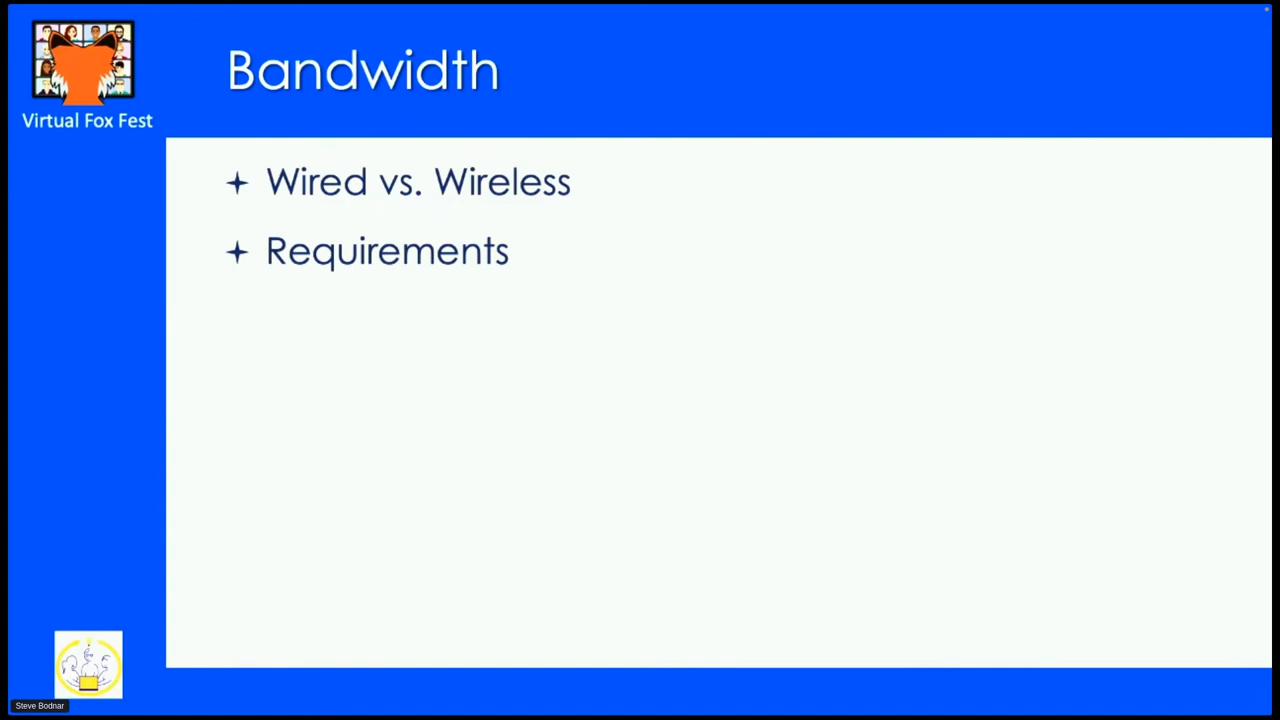 Bandwidth
Virtual Fox Fest
Wired vs. Wireless
Requirements
Steve Bodnar